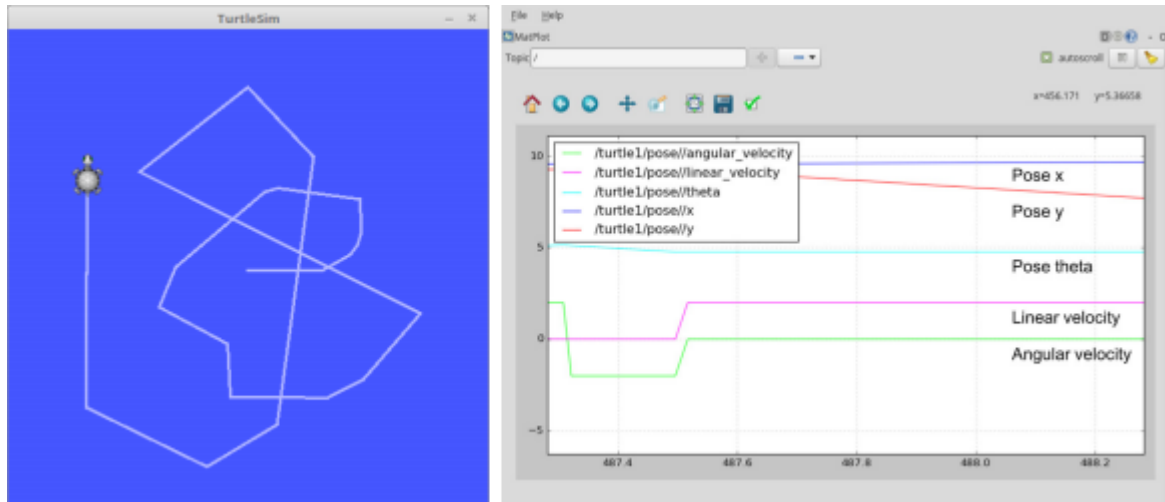 TurtleSim
File Help
MatPlot
Topic /
autoscroll
x=456.171 y=5.36658
/turtle1/pose//angular_velocity
/turtle1/pose//linear_velocity
/turtle1/pose//theta
/turtle1/pose//x
/turtle1/pose//y
10
5
0
−5
Pose x
Pose y
Pose theta
Linear velocity
Angular velocity
487.4 487.6 487.8 488.0 488.2